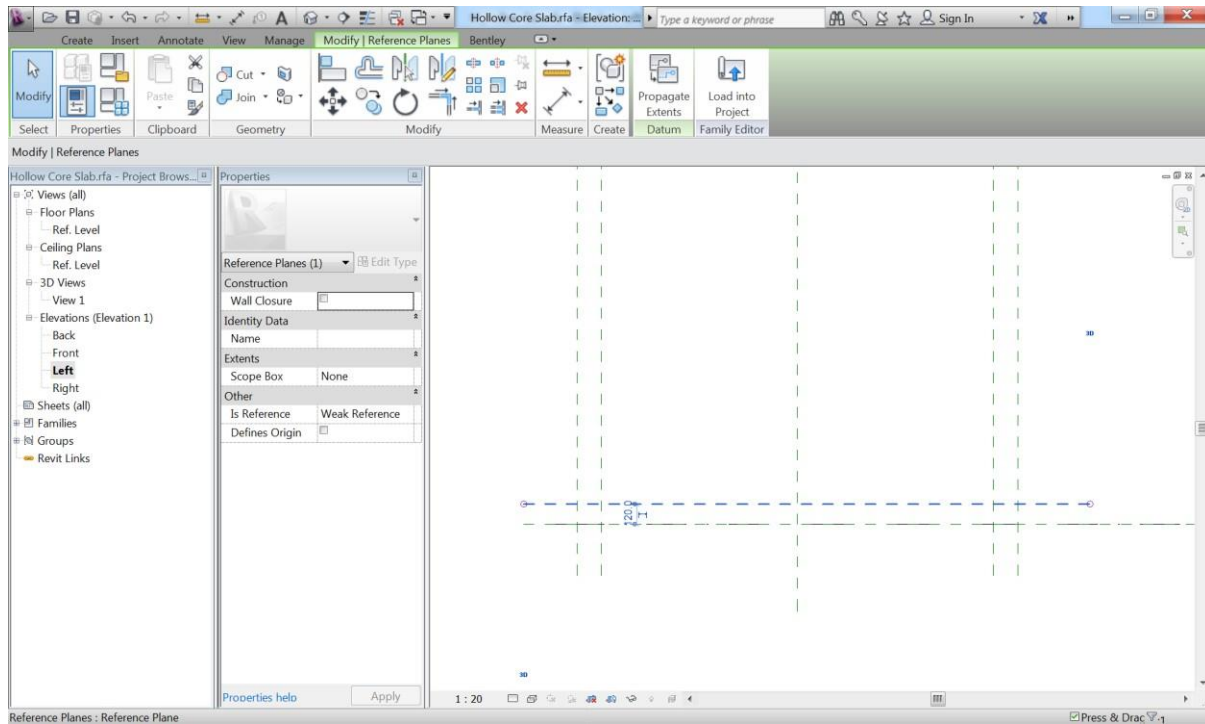 Hollow Core Slab.rfa - Elevation: ...
Type a keyword or phrase
Sign In
Create Insert Annotate View Manage Modify | Reference Planes Bentley
Modify
Paste
Cut
Join
Propagate Extents
Load into Project
Select Properties Clipboard Geometry Modify Measure Create Datum Family Editor
Modify | Reference Planes
Hollow Core Slab.rfa - Project Brows...
Views (all)
Floor Plans
Ref. Level
Ceiling Plans
Ref. Level
3D Views
View 1
Elevations (Elevation 1)
Back
Front
Left
Right
Sheets (all)
Families
Groups
Revit Links
Properties
Reference Planes (1) Edit Type
Construction
Wall Closure
Identity Data
Name
Extents
Scope Box None
Other
Is Reference Weak Reference
Defines Origin
Properties help Apply
3D
120.0
3D
1 : 20
Reference Planes : Reference Plane
Press & Drac
:1